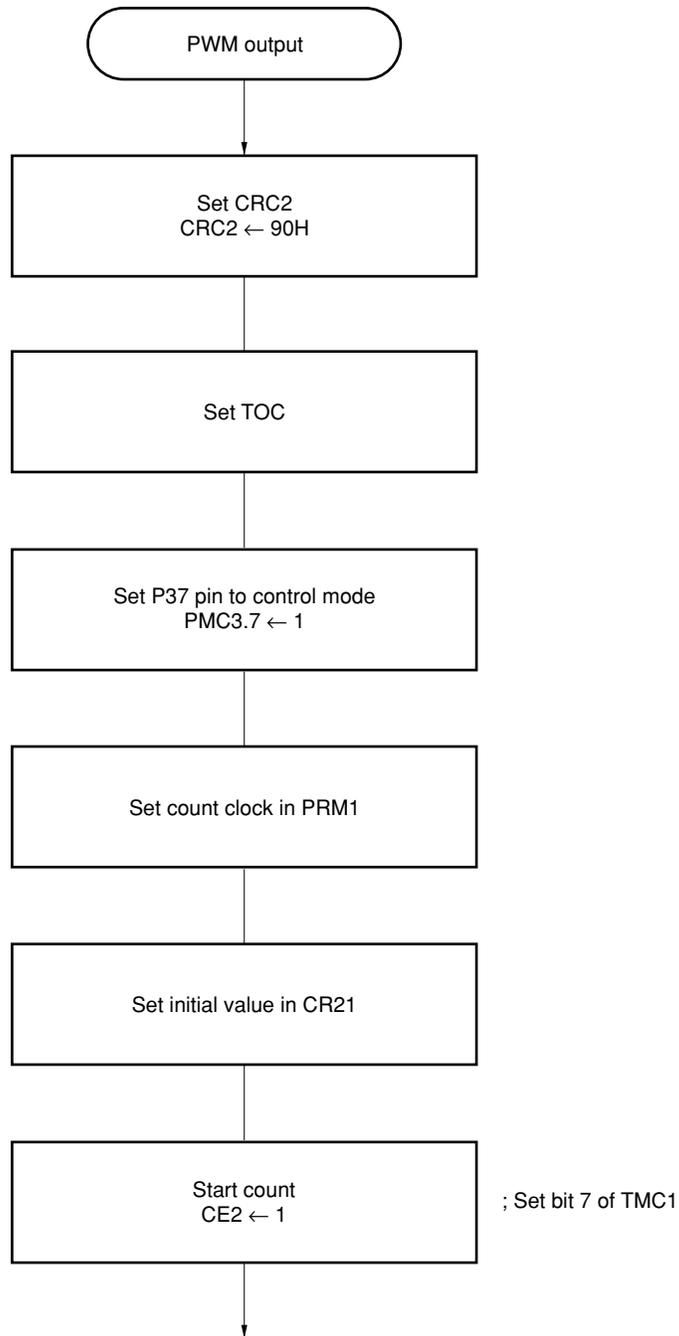 PWM output
Set CRC2
CRC2 ← 90H
Set TOC
Set P37 pin to control mode
PMC3.7 ← 1
Set count clock in PRM1
Set initial value in CR21
Start count
CE2 ← 1
; Set bit 7 of TMC1